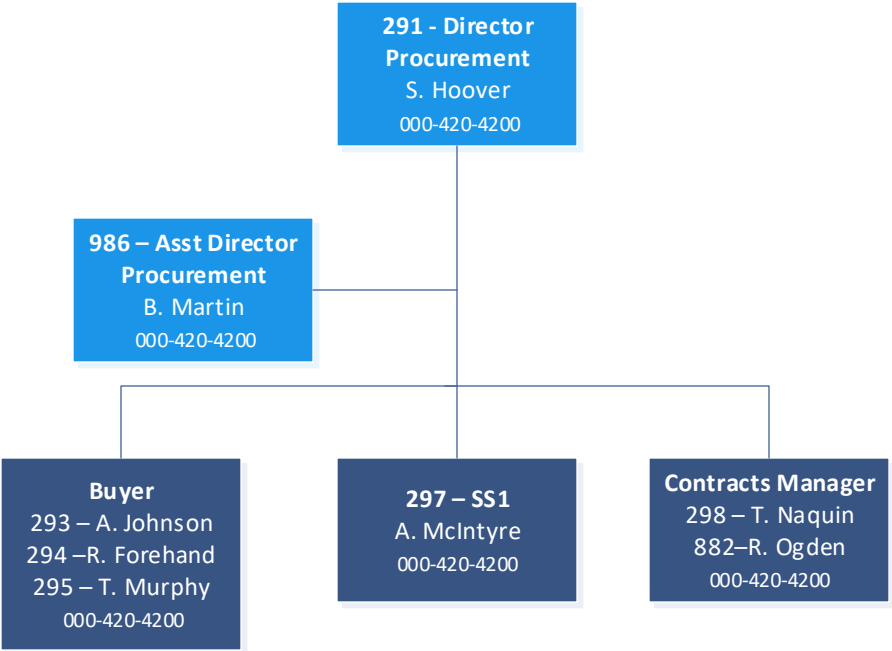 291 - Director
Procurement
S. Hoover
000-420-4200
986 – Asst Director
Procurement
B. Martin
000-420-4200
Buyer
293 – A. Johnson
294 –R. Forehand
295 – T. Murphy
000-420-4200
297 – SS1
A. McIntyre
000-420-4200
Contracts Manager
298 – T. Naquin
882–R. Ogden
000-420-4200